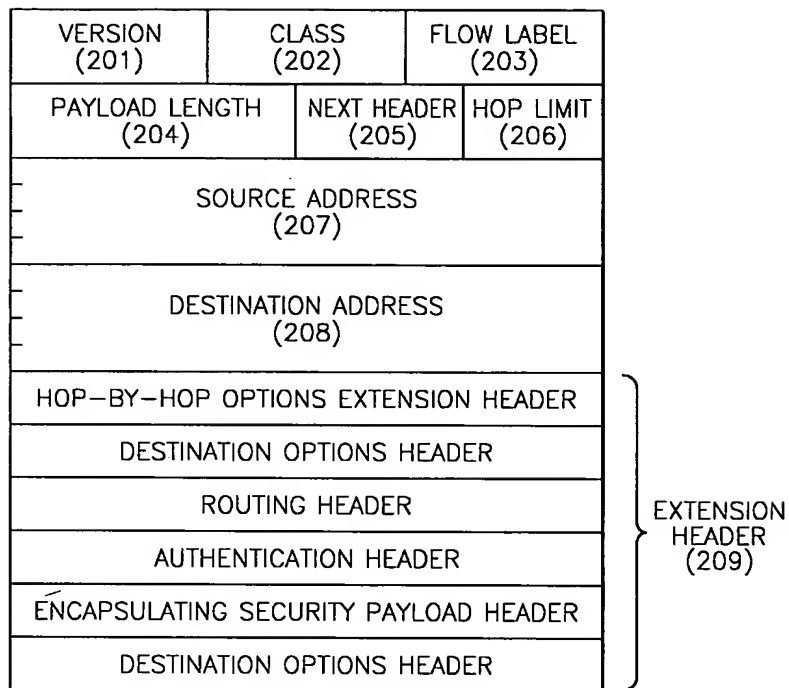 VERSION
(201)
CLASS
(202)
FLOW LABEL
(203)
PAYLOAD LENGTH
(204)
NEXT HEADER
(205)
HOP LIMIT
(206)
SOURCE ADDRESS
(207)
DESTINATION ADDRESS
(208)
HOP-BY-HOP OPTIONS EXTENSION HEADER
DESTINATION OPTIONS HEADER
ROUTING HEADER
AUTHENTICATION HEADER
ENCAPSULATING SECURITY PAYLOAD HEADER
DESTINATION OPTIONS HEADER
EXTENSION
HEADER
(209)